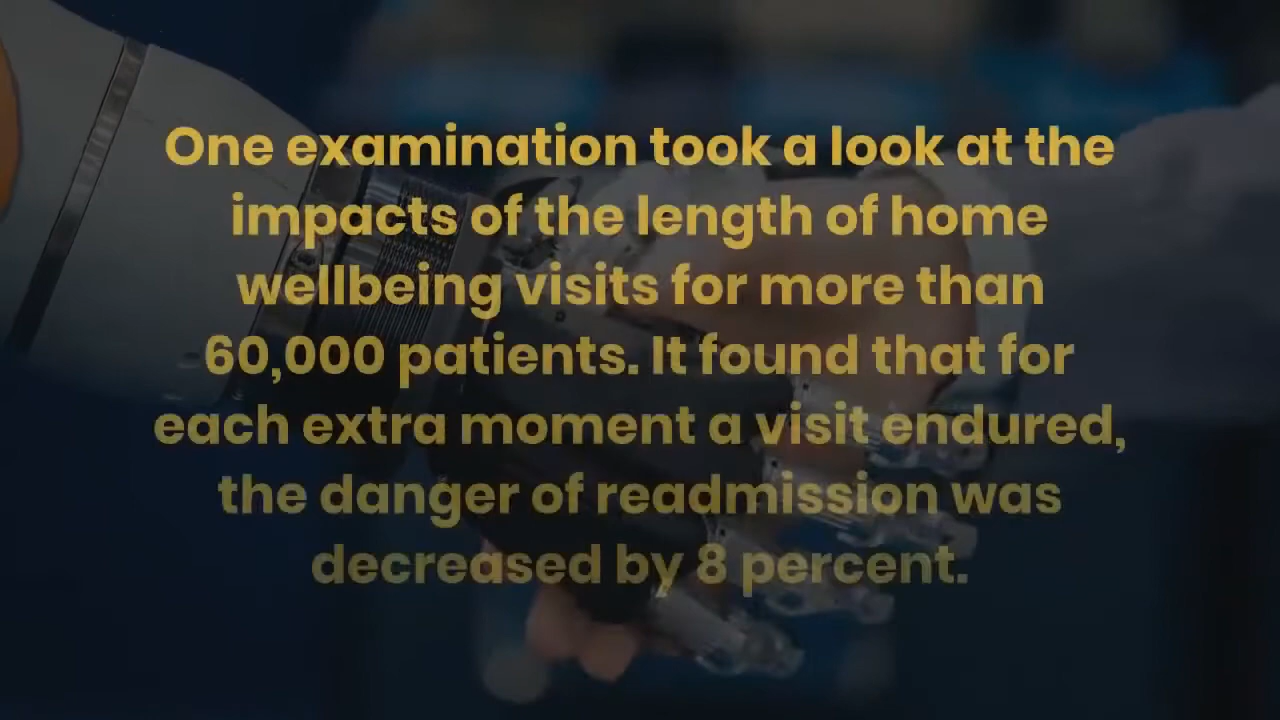 One examination took a look at the
impacts of the length of home
wellbeing visits for more than
60,000 patients. It found that for
each extra moment a visit endured,
the danger of readmission was
decreased by 8 percent.